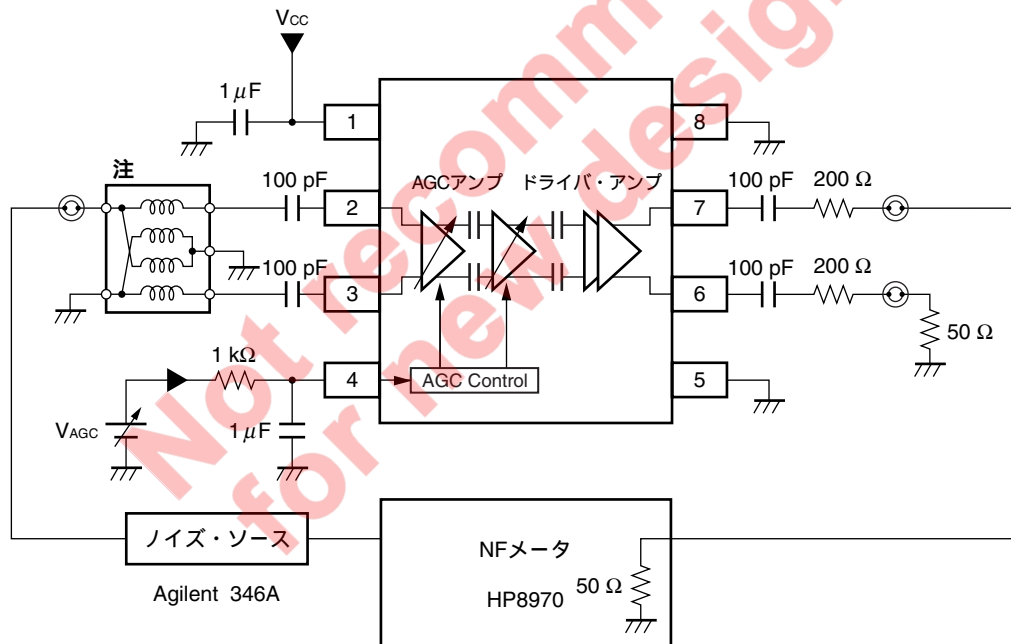 VCC
1 μF
1
8
注
100 pF
2
AGCアンプ
ドライバ・アンプ
7
100 pF
200 Ω
100 pF
3
6
100 pF
200 Ω
50 Ω
1 kΩ
4
AGC Control
5
VAGC
1 μF
ノイズ・ソース
Agilent 346A
NFメータ
HP8970
50 Ω
Not recomm
for new desig